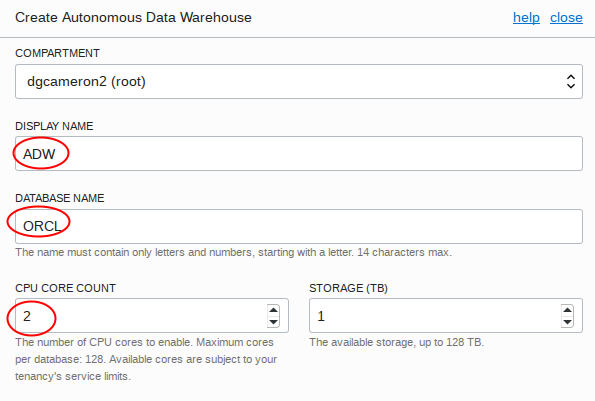 Create Autonomous Data Warehouse help close
COMPARTMENT
dgcameron2 (root)
DISPLAY NAME
ADW
DATABASE NAME
ORCL
The name must contain only letters and numbers, starting with a letter. 14 characters max.
CPU CORE COUNT
2
The number of CPU cores to enable. Maximum cores
per database: 128. Available cores are subject to your
tenancy's service limits.
STORAGE (TB)
1
The available storage, up to 128 TB.